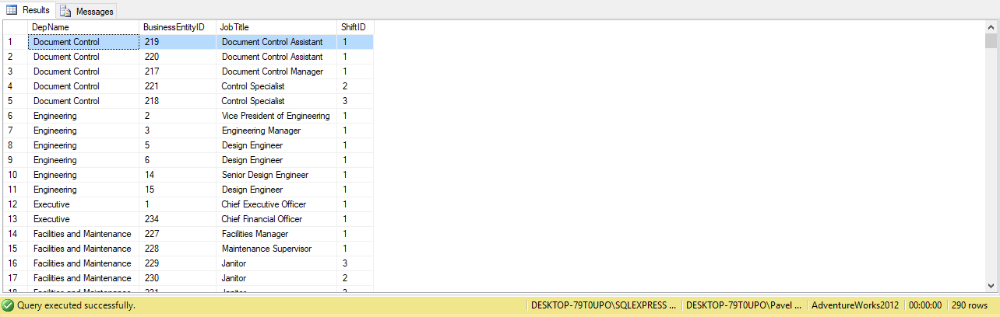 Results Messages
DepName BusinessEntityID JobTitle ShiftID
1 Document Control 219 Document Control Assistant 1
2 Document Control 220 Document Control Assistant 1
3 Document Control 217 Document Control Manager 1
4 Document Control 221 Control Specialist 2
5 Document Control 218 Control Specialist 3
6 Engineering 2 Vice President of Engineering 1
7 Engineering 3 Engineering Manager 1
8 Engineering 5 Design Engineer 1
9 Engineering 6 Design Engineer 1
10 Engineering 14 Senior Design Engineer 1
11 Engineering 15 Design Engineer 1
12 Executive 1 Chief Executive Officer 1
13 Executive 234 Chief Financial Officer 1
14 Facilities and Maintenance 227 Facilities Manager 1
15 Facilities and Maintenance 228 Maintenance Supervisor 1
16 Facilities and Maintenance 229 Janitor 3
17 Facilities and Maintenance 230 Janitor 2
18 Facilities and Maintenance 231 Janitor
Query executed successfully. DESKTOP-79T0UPO\SQLEXPRESS ... DESKTOP-79T0UPO\Pavel ... AdventureWorks2012 00:00:00 290 rows